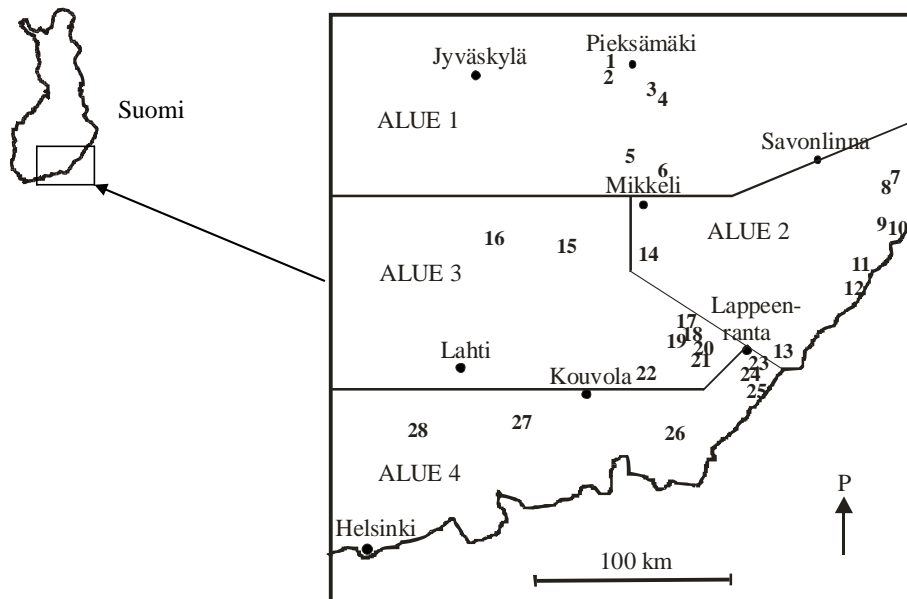 Suomi
Pieksämäki
Jyväskylä
1
2
3
4
ALUE 1
Savonlinna
5
6
Mikkeli
7
8
ALUE 2
9
10
16
15
14
ALUE 3
11
12
Lappeen-
ranta
17
18
19
20
21
13
Lahti
22
23
24
Kouvola
25
28
27
26
ALUE 4
P
Helsinki
100 km